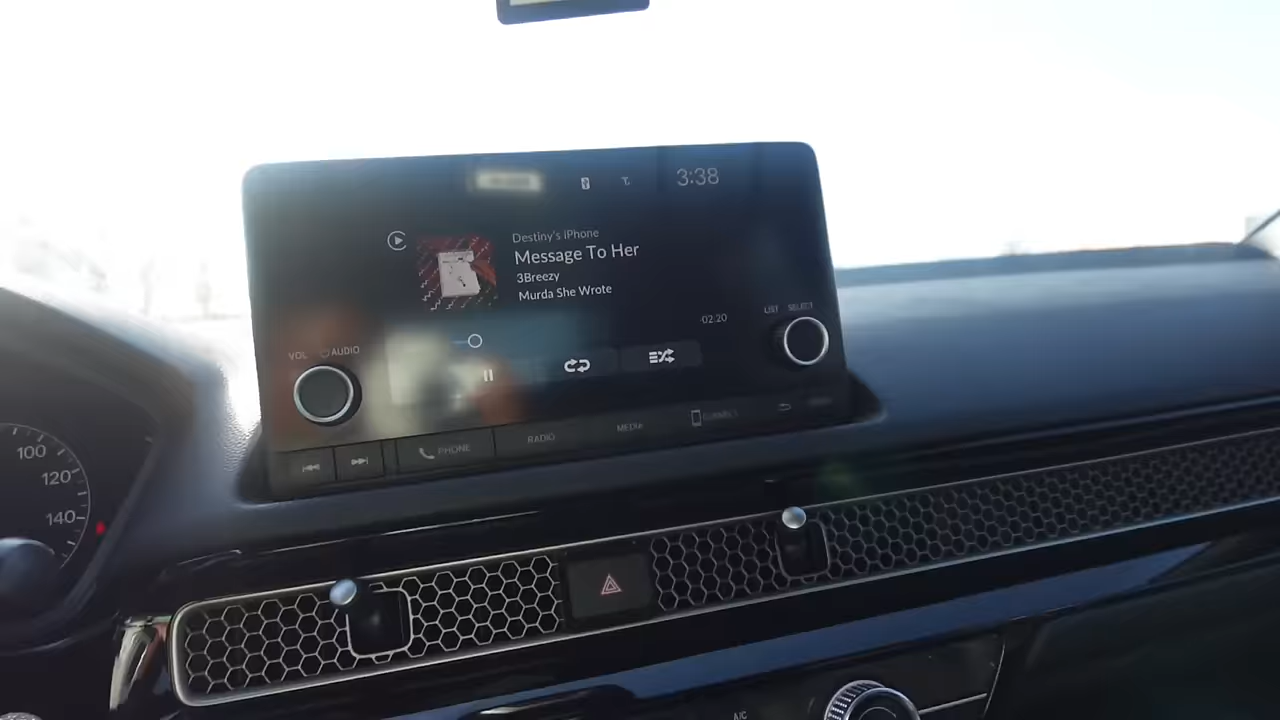 3:38
Destiny's iPhone
Message To Her
3Breezy
Murda She Wrote
-02:20
LIST SELECT
VOL AUDIO
PHONE
RADIO
MEDIA
CONNECT
100
120
140
A/C